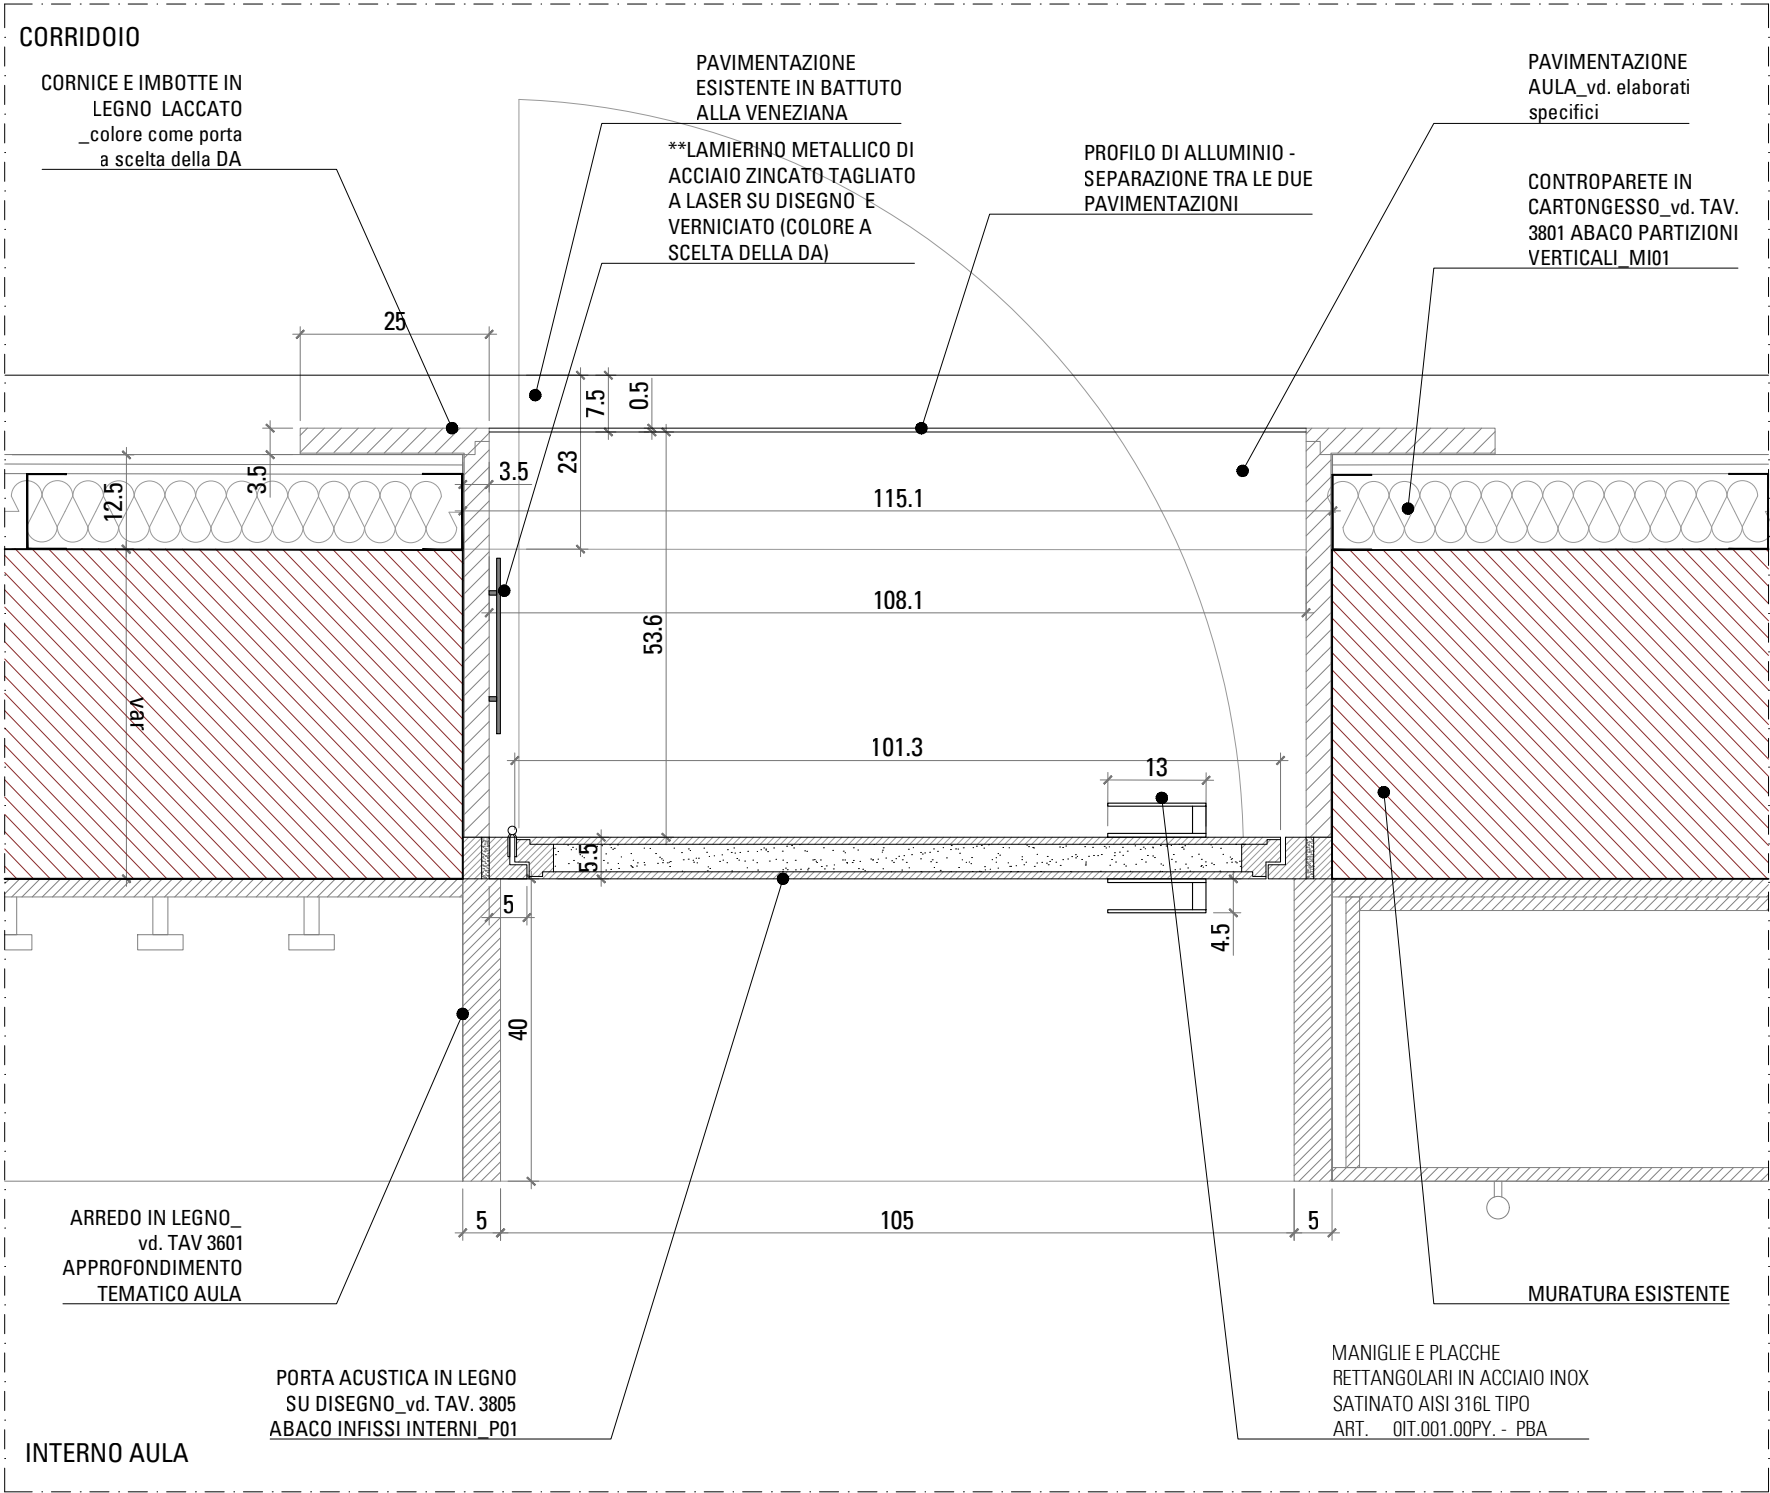 CORRIDOIO
CORNICE E IMBOTTE IN
LEGNO LACCATO
_colore come porta
a scelta della DA
PAVIMENTAZIONE
ESISTENTE IN BATTUTO
ALLA VENEZIANA
**LAMIERINO METALLICO DI
ACCIAIO ZINCATO TAGLIATO
A LASER SU DISEGNO E
VERNICIATO (COLORE A
SCELTA DELLA DA)
PROFILO DI ALLUMINIO -
SEPARAZIONE TRA LE DUE
PAVIMENTAZIONI
PAVIMENTAZIONE
AULA_vd. elaborati
specifici
CONTROPARETE IN
CARTONGESSO_vd. TAV.
3801 ABACO PARTIZIONI
VERTICALI_MI01
25
7.5
0.5
3.5
12.5
3.5
23
115.1
108.1
53.6
var
101.3
13
5.5
5
4.5
40
5
105
5
ARREDO IN LEGNO_
vd. TAV 3601
APPROFONDIMENTO
TEMATICO AULA
MURATURA ESISTENTE
PORTA ACUSTICA IN LEGNO
SU DISEGNO_vd. TAV. 3805
ABACO INFISSI INTERNI_P01
MANIGLIE E PLACCHE
RETTANGOLARI IN ACCIAIO INOX
SATINATO AISI 316L TIPO
ART. 0IT.001.00PY. - PBA
INTERNO AULA